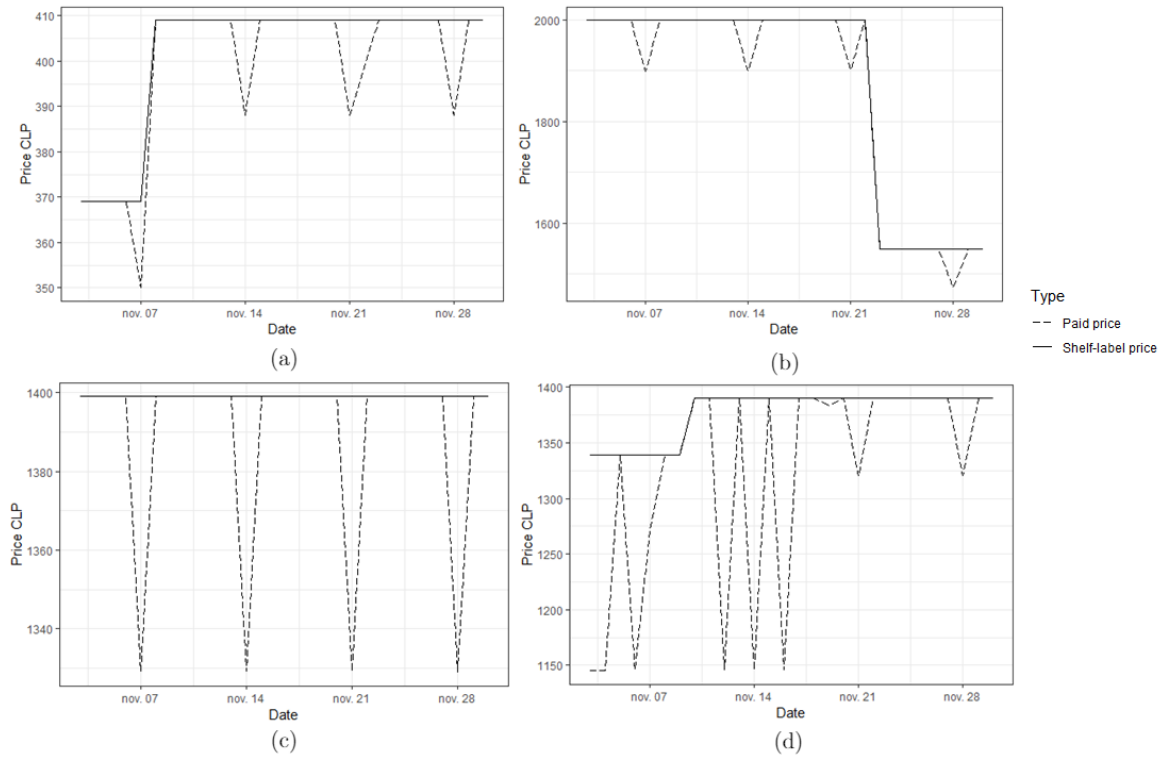 410
400
390
380
370
360
350
Price CLP
nov. 07
nov. 14
nov. 21
nov. 28
Date
(a)
2000
1800
1600
Price CLP
nov. 07
nov. 14
nov. 21
nov. 28
Date
(b)
Type
Paid price
Shelf-label price
1400
1380
1360
1340
Price CLP
nov. 07
nov. 14
nov. 21
nov. 28
Date
(c)
1400
1350
1300
1250
1200
1150
Price CLP
nov. 07
nov. 14
nov. 21
nov. 28
Date
(d)